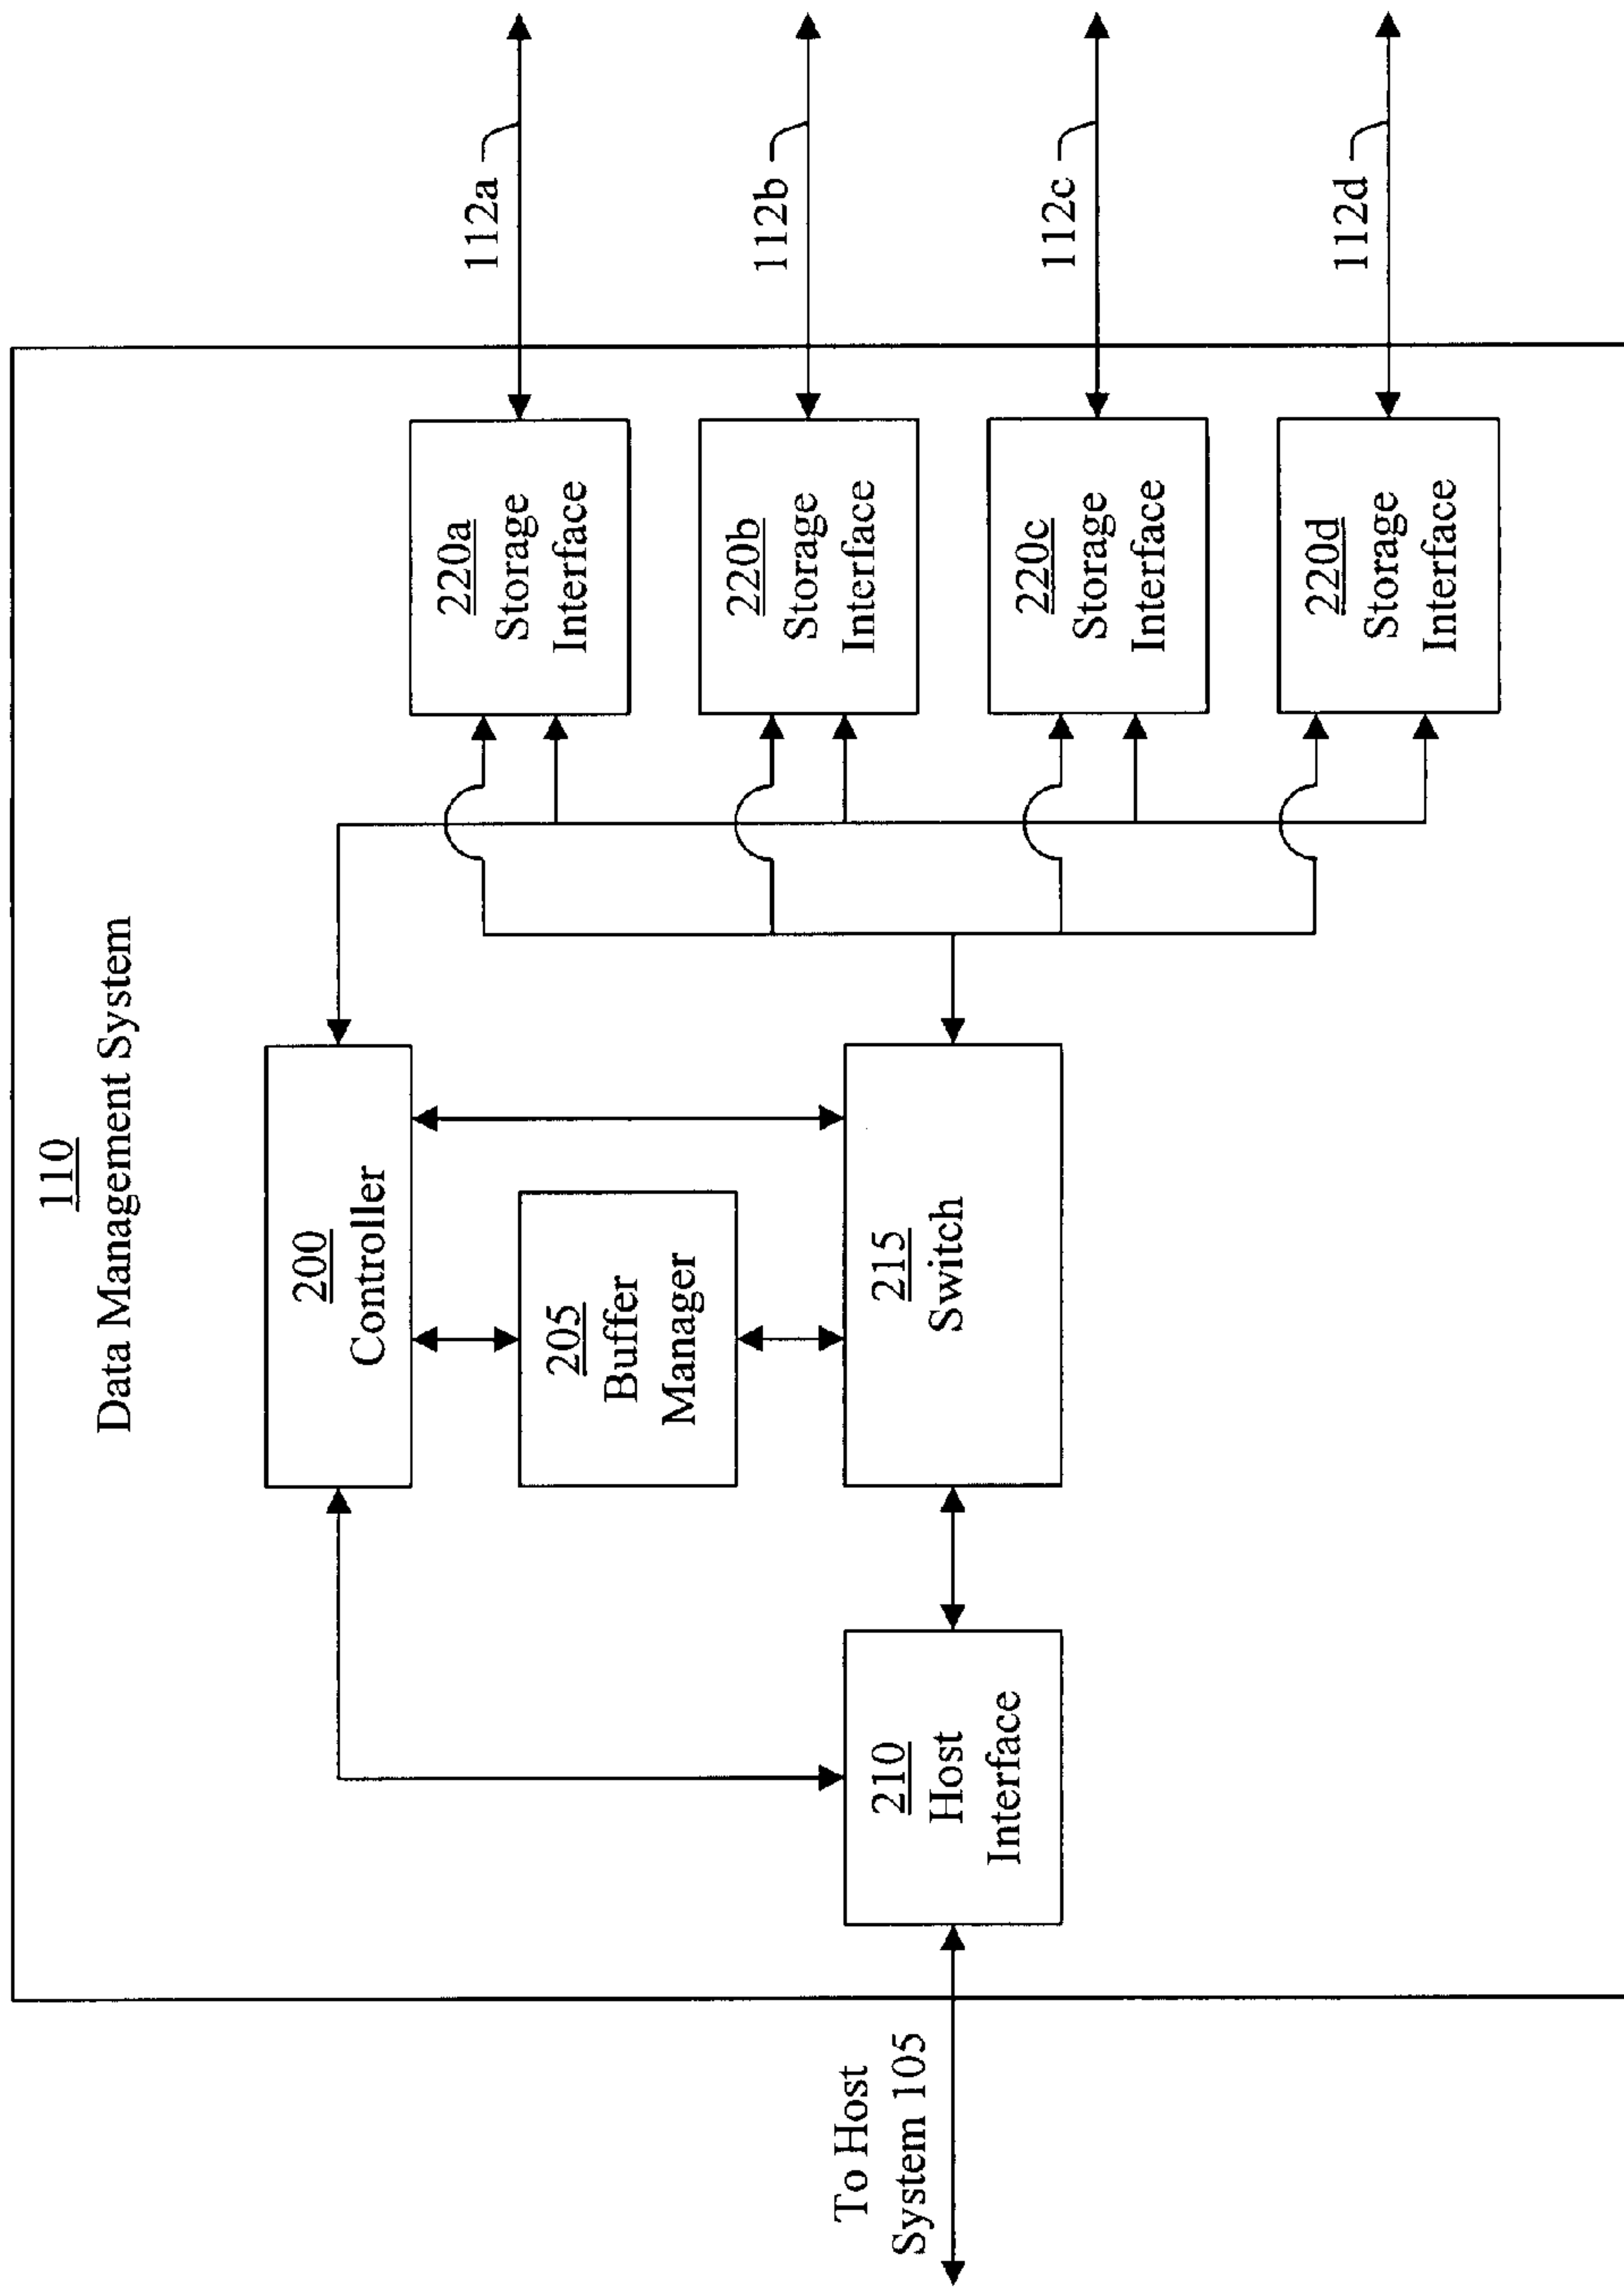 110
Data Management System
200
Controller
205
Buffer
Manager
210
Host
Interface
215
Switch
220a
Storage
Interface
220b
Storage
Interface
220c
Storage
Interface
220d
Storage
Interface
112a
112b
112c
112d
To Host
System 105